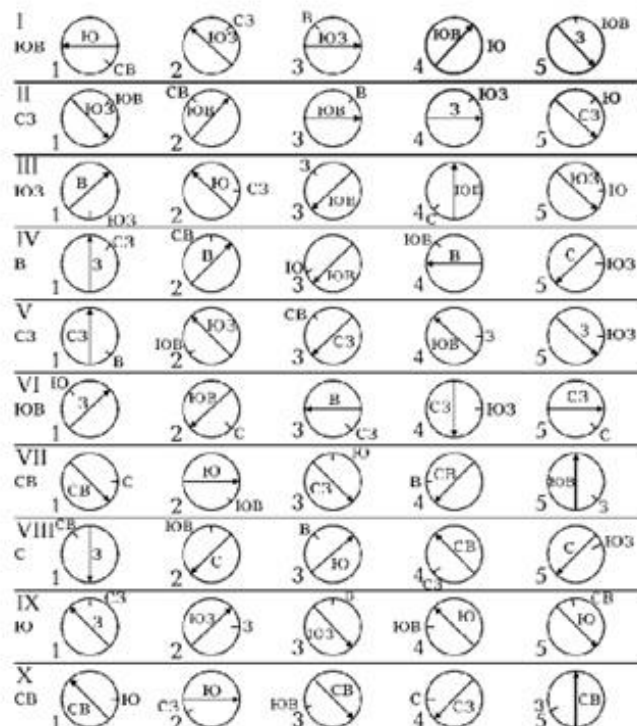 I
ЮВ
1 Ю СВ
2 ЮЗ СЗ
3 В ЮЗ
4 ЮВ Ю
5 З ЮВ
II
СЗ
1 ЮЗ ЮВ
2 СВ ЮВ
3 ЮВ В
4 З ЮЗ
5 СЗ Ю
III
ЮЗ
1 В ЮЗ
2 Ю СЗ
3 З ЮВ
4 ЮВ С
5 ЮЗ Ю
IV
В
1 З СЗ
2 СВ В
3 Ю ЮВ
4 ЮВ В
5 С ЮЗ
V
СЗ
1 СЗ В
2 ЮВ ЮЗ
3 СВ СЗ
4 ЮВ З
5 З ЮЗ
VI
ЮВ
1 Ю З
2 ЮВ С
3 В СЗ
4 СЗ ЮЗ
5 СЗ С
VII
СВ
1 СВ С
2 Ю ЮВ
3 СЗ Ю
4 В СВ
5 ЮВ З
VIII
С
1 СВ З
2 ЮВ С
3 В Ю
4 СВ СЗ
5 С ЮЗ
IX
Ю
1 З СЗ
2 ЮЗ З
3 ЮЗ
4 ЮВ Ю
5 Ю СВ
X
СВ
1 СВ Ю
2 СЗ Ю
3 ЮВ СВ
4 С СЗ
5 З СВ